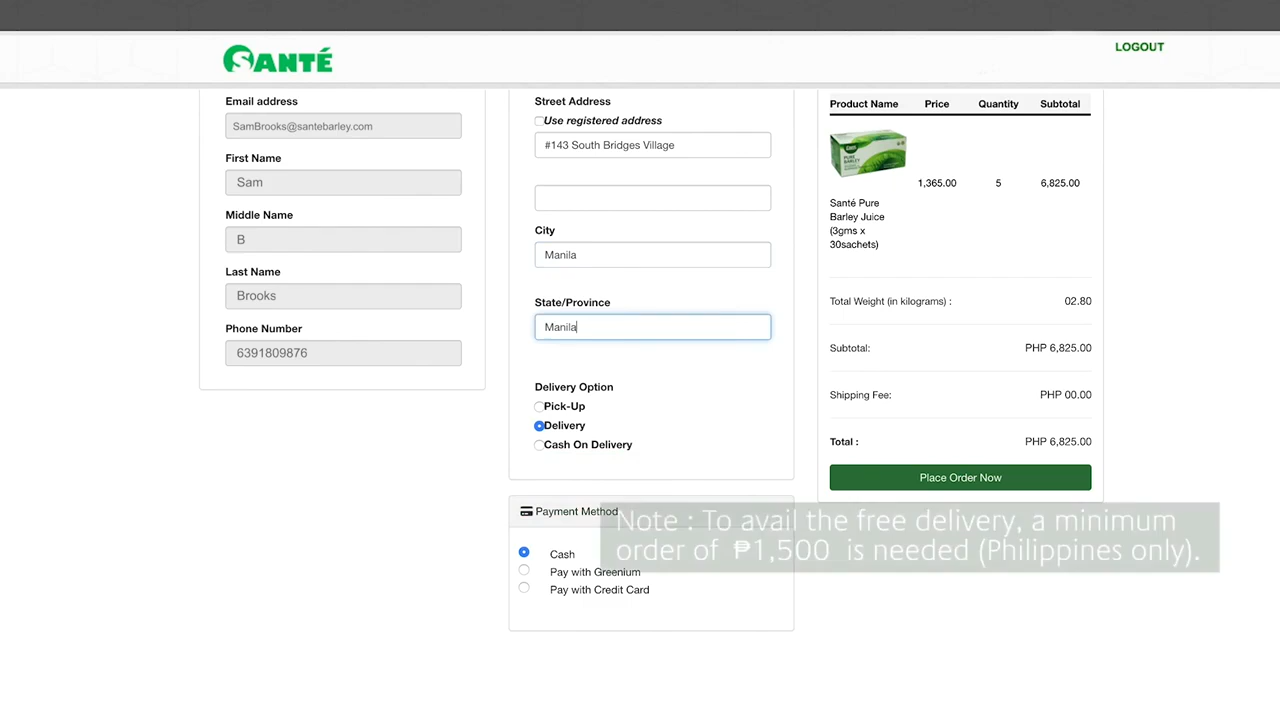 SANTÉ
LOGOUT
Email address
SamBrooks@santebarley.com
First Name
Sam
Middle Name
B
Last Name
Brooks
Phone Number
6391809876
Street Address
Use registered address
#143 South Bridges Village
City
Manila
State/Province
Manila
Delivery Option
Pick-Up
Delivery
Cash On Delivery
Payment Method
Cash
Pay with Greenium
Pay with Credit Card
Product Name Price Quantity Subtotal
PURE
BARLEY
1,365.00 5 6,825.00
Santé Pure
Barley Juice
(3gms x
30sachets)
Total Weight (in kilograms) : 02.80
Subtotal: PHP 6,825.00
Shipping Fee: PHP 00.00
Total : PHP 6,825.00
Place Order Now
Note : To avail the free delivery, a minimum
order of ₱1,500 is needed (Philippines only).